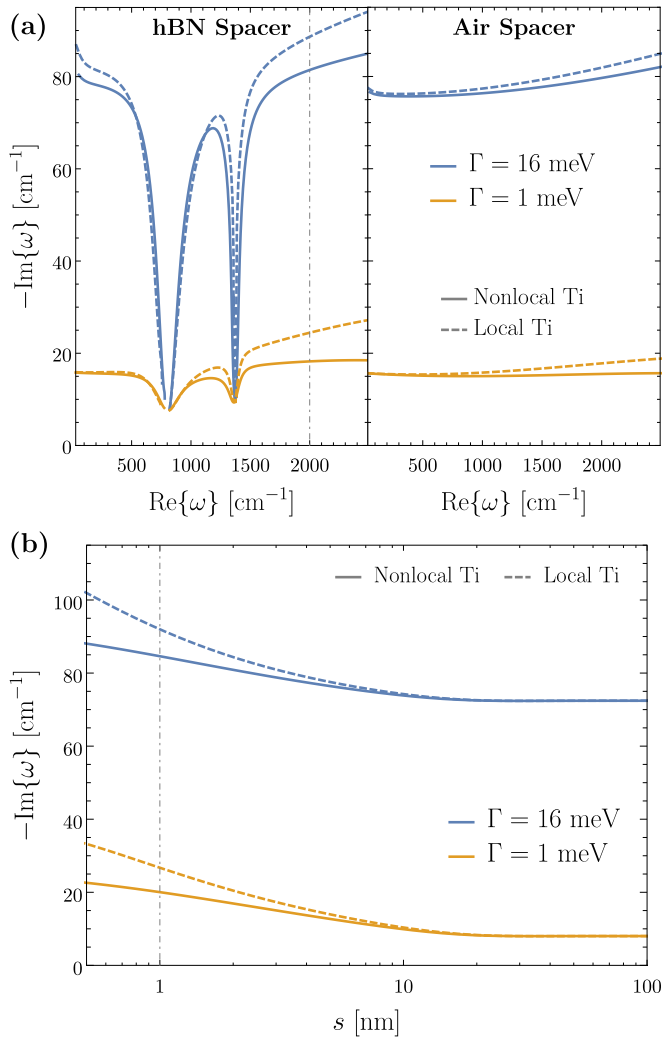 (a)
hBN Spacer
Air Spacer
−Im{ω} [cm⁻¹]
80
60
40
20
0
Γ = 16 meV
Γ = 1 meV
Nonlocal Ti
Local Ti
500 1000 1500 2000
500 1000 1500 2000
Re{ω} [cm⁻¹]
Re{ω} [cm⁻¹]
(b)
Nonlocal Ti
Local Ti
−Im{ω} [cm⁻¹]
100
80
60
40
20
0
Γ = 16 meV
Γ = 1 meV
1 10 100
s [nm]